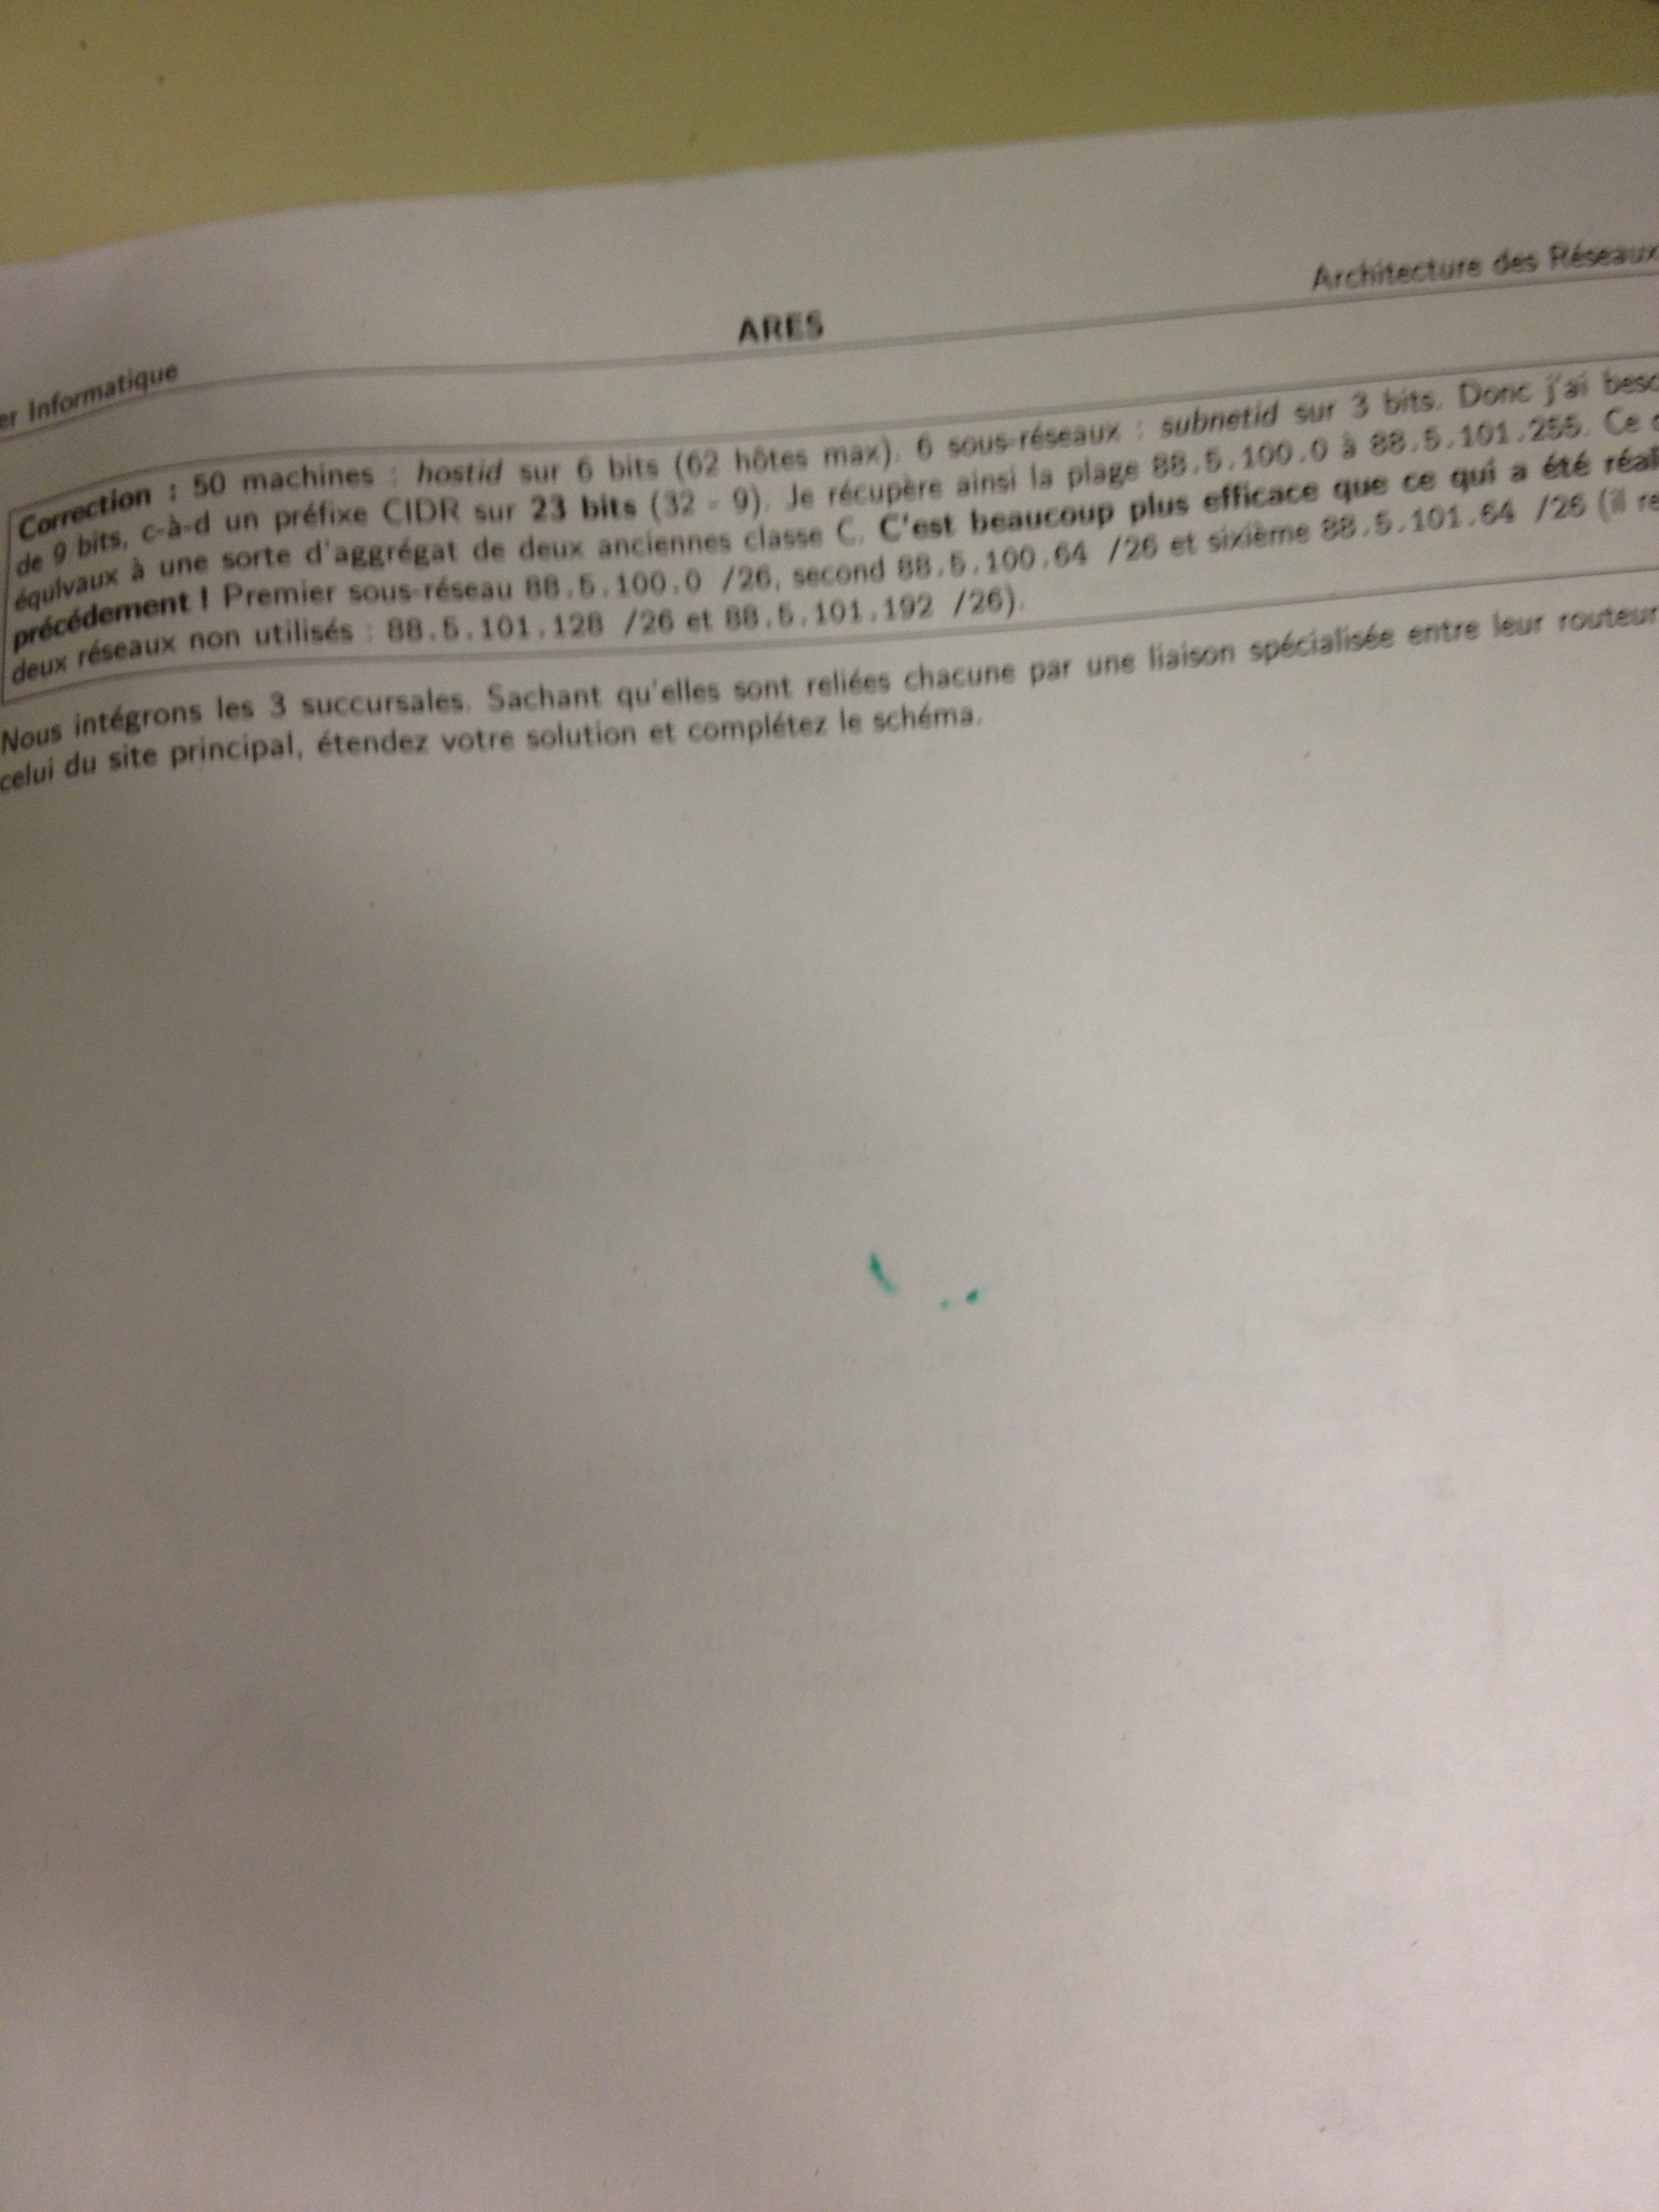 er Informatique
ARES
Architecture des Réseaux
Correction : 50 machines : hostid sur 6 bits (62 hôtes max). 6 sous-réseaux : subnetid sur 3 bits. Donc j'ai beso
de 9 bits, c-à-d un préfixe CIDR sur 23 bits (32 - 9). Je récupère ainsi la plage 88.5.100.0 à 88.5.101.255. Ce
équivaux à une sorte d'aggrégat de deux anciennes classe C. C'est beaucoup plus efficace que ce qui a été réal
précédement ! Premier sous-réseau 88.5.100.0 /26, second 88.5.100.64 /26 et sixième 88.5.101.64 /26 (il re
deux réseaux non utilisés : 88.5.101.128 /26 et 88.5.101.192 /26).
Nous intégrons les 3 succursales. Sachant qu'elles sont reliées chacune par une liaison spécialisée entre leur routeur
celui du site principal, étendez votre solution et complétez le schéma.